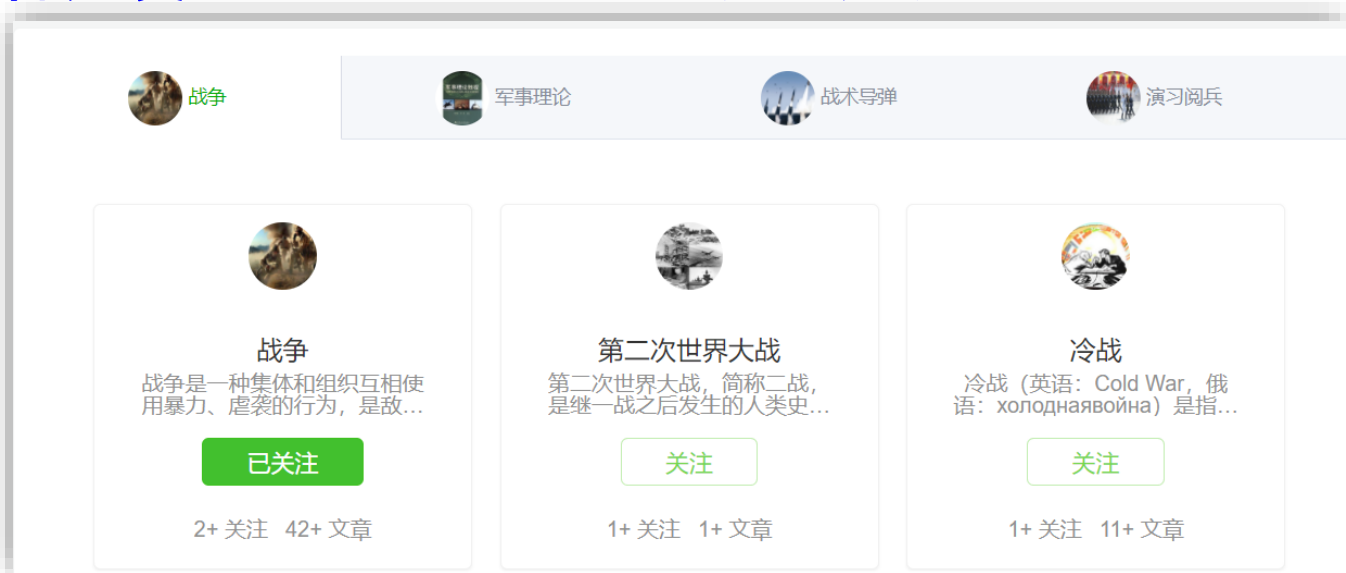 战争
军事理论
战术导弹
演习阅兵
战争
战争是一种集体和组织互相使
用暴力、虐袭的行为，是敌...
已关注
2+ 关注 42+ 文章
第二次世界大战
第二次世界大战，简称二战，
是继一战之后发生的人类史...
关注
1+ 关注 1+ 文章
冷战
冷战（英语：Cold War，俄
语：холоднаявойна）是指...
关注
1+ 关注 11+ 文章